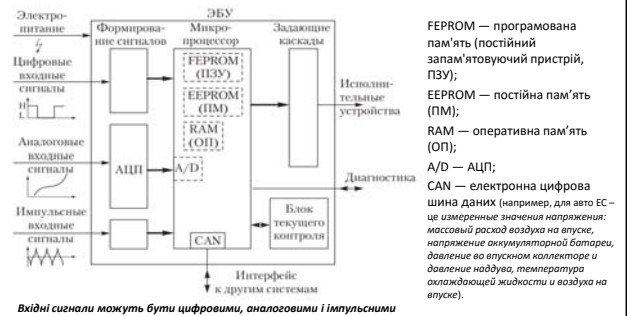 ЭБУ
Электро-
питание
Формирова-
ние сигналов
Микро-
процессор
Задающие
каскады
Цифровые
входные
сигналы
H
L
FEPROM
(ПЗУ)
EEPROM
(ПМ)
RAM
(ОП)
A/D
АЦП
Исполни-
тельные
устройства
Аналоговые
входные
сигналы
Диагностика
Импульсные
входные
сигналы
Блок
текущего
контроля
CAN
Интерфейс
к другим системам
Вхідні сигнали можуть бути цифровими, аналоговими і імпульсними
FEPROM — програмована
пам'ять (постійний
запам'ятовуючий пристрій,
ПЗУ);
EEPROM — постійна пам’ять
(ПМ);
RAM — оперативна пам'ять
(ОП);
A/D — АЦП;
CAN — електронна цифрова
шина даних (например, для авто ЕС –
це измеренные значения напряжения:
массовый расход воздуха на впуске,
напряжение аккумуляторной батареи,
давление во впускном коллекторе и
давление наддува, температура
охлаждающей жидкости и воздуха на
впуске).